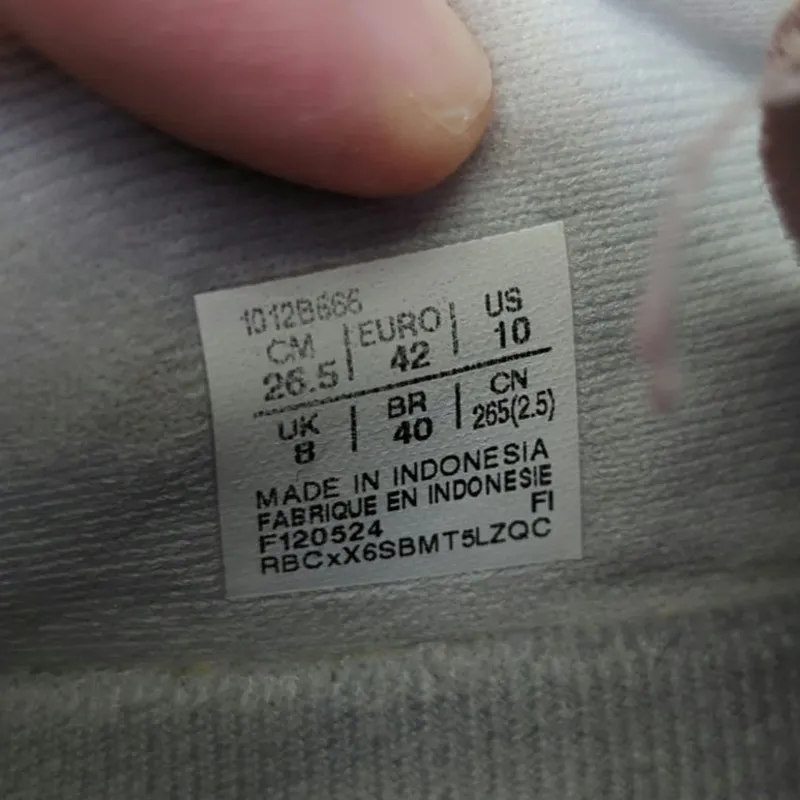 1012B666
CM | EURO | US
26.5 | 42 | 10
UK | BR | CN
8 | 40 | 265(2.5)
MADE IN INDONESIA
FABRIQUE EN INDONESIE
F120524 FI
RBCxX6SBMT5LZQC